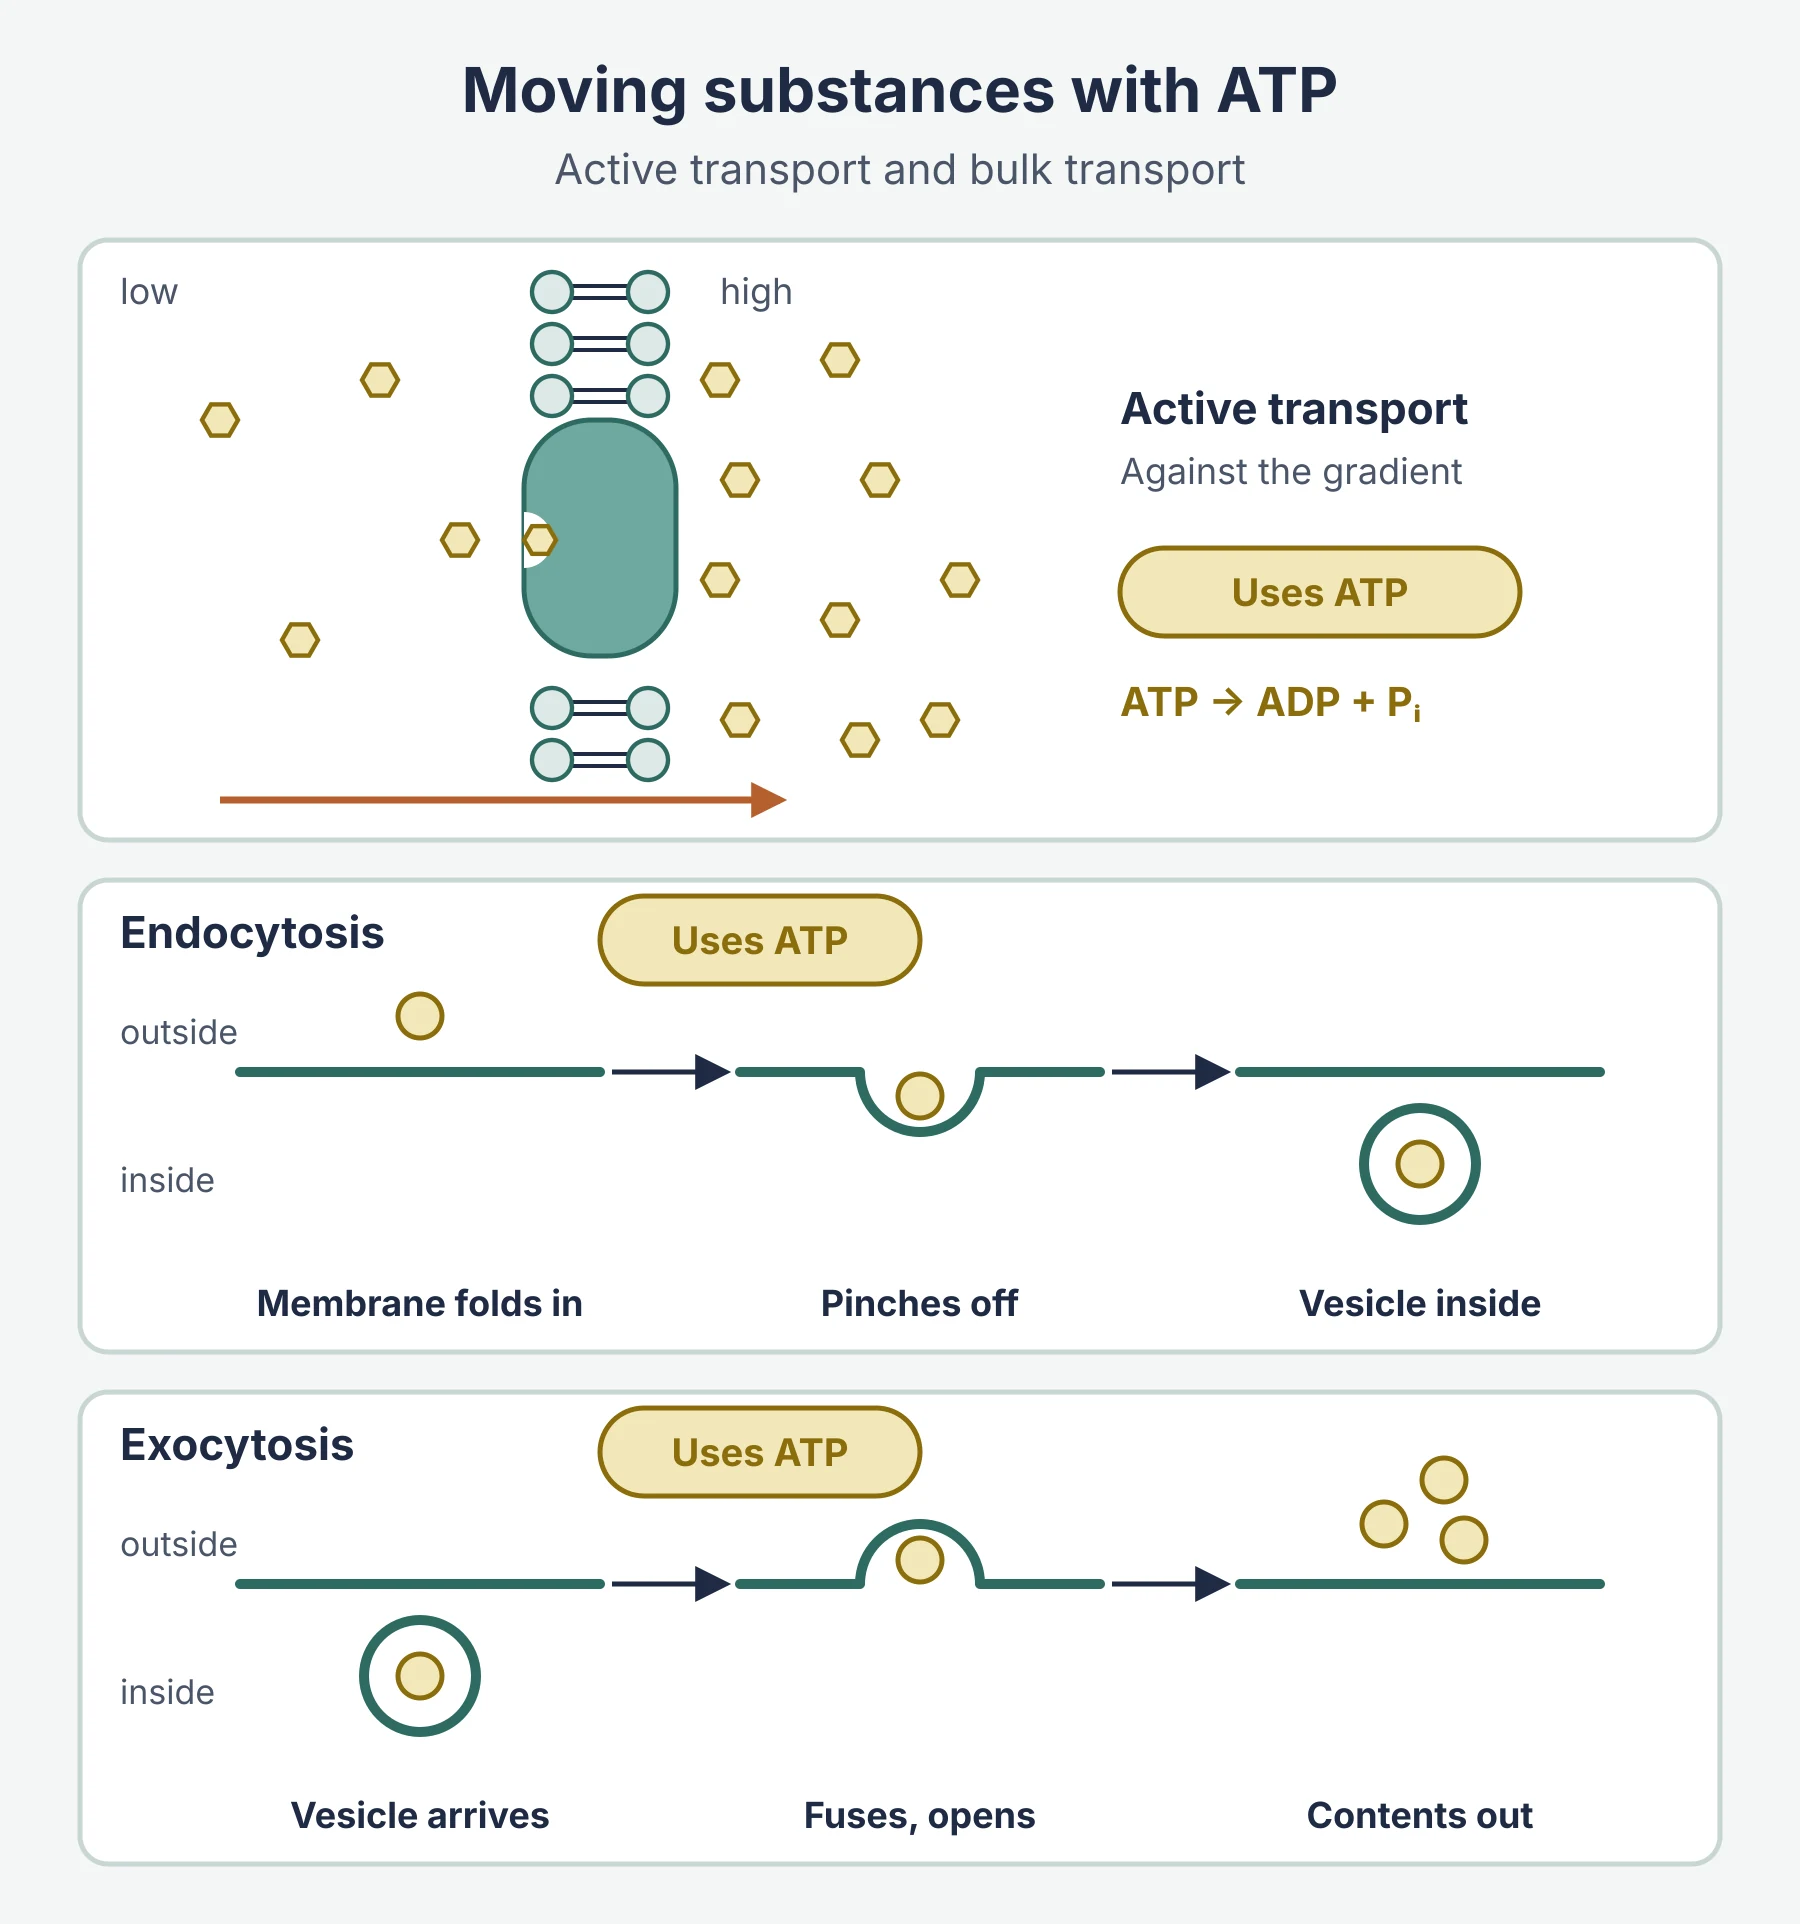 Moving substances with ATP
Active transport and bulk transport
low
high
Active transport
Against the gradient
Uses ATP
ATP → ADP + Pᵢ
Endocytosis
Uses ATP
outside
inside
Membrane folds in
Pinches off
Vesicle inside
Exocytosis
Uses ATP
outside
inside
Vesicle arrives
Fuses, opens
Contents out